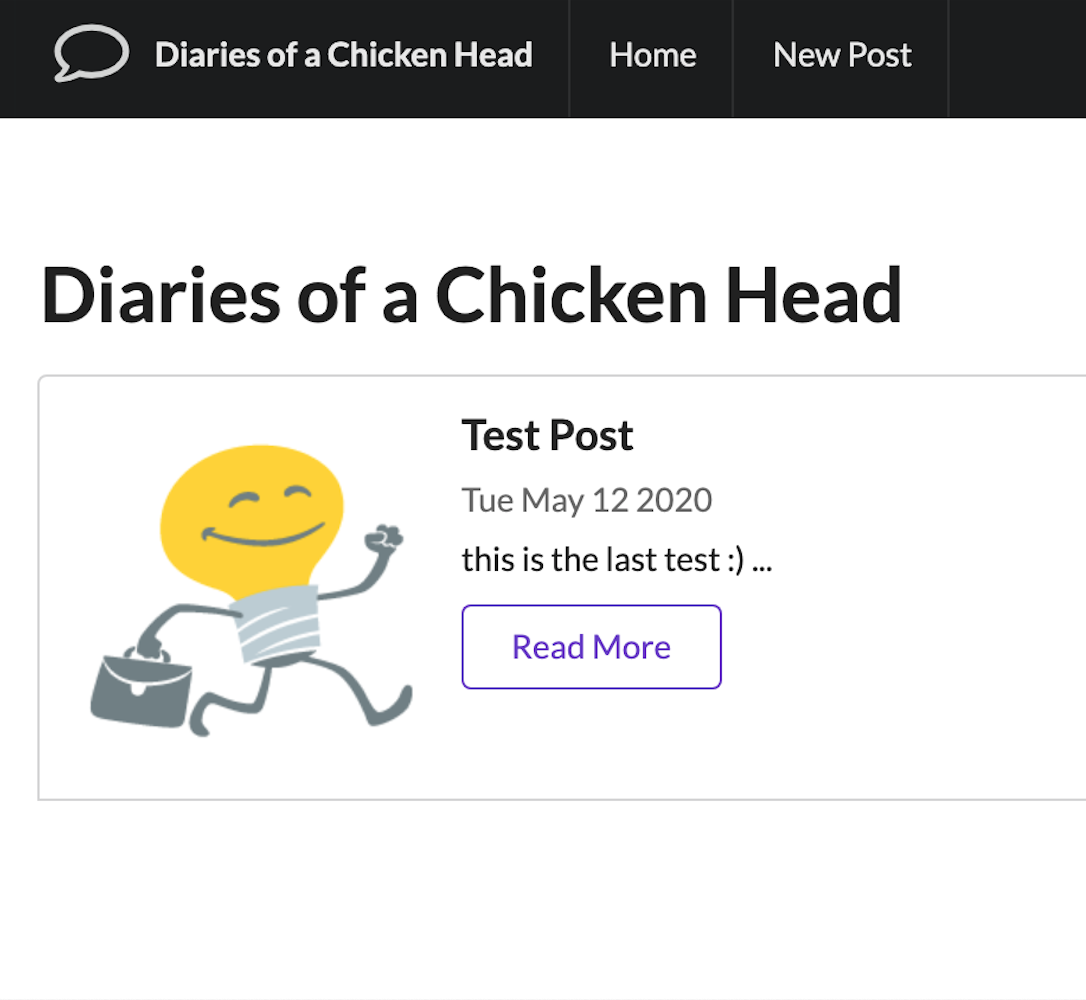 Diaries of a Chicken Head Home New Post
Diaries of a Chicken Head
Test Post
Tue May 12 2020
this is the last test :) ...
Read More